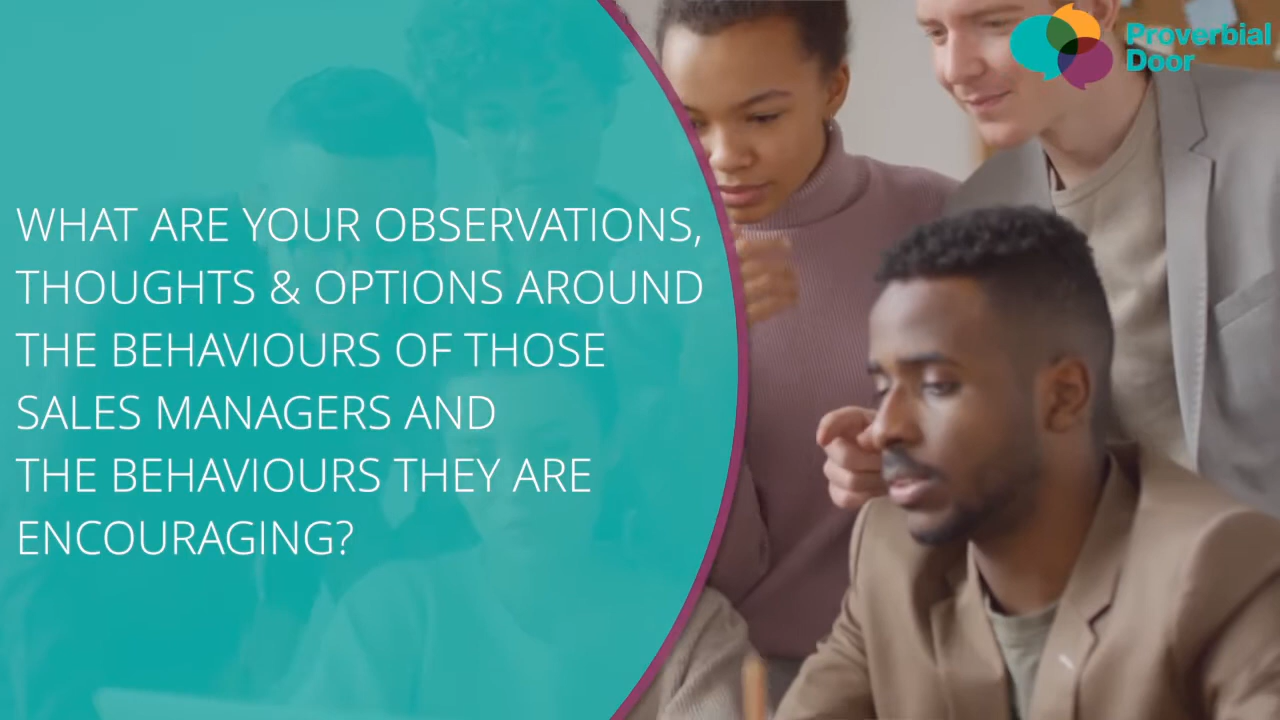 Proverbial
Door
WHAT ARE YOUR OBSERVATIONS,
THOUGHTS & OPTIONS AROUND
THE BEHAVIOURS OF THOSE
SALES MANAGERS AND
THE BEHAVIOURS THEY ARE
ENCOURAGING?